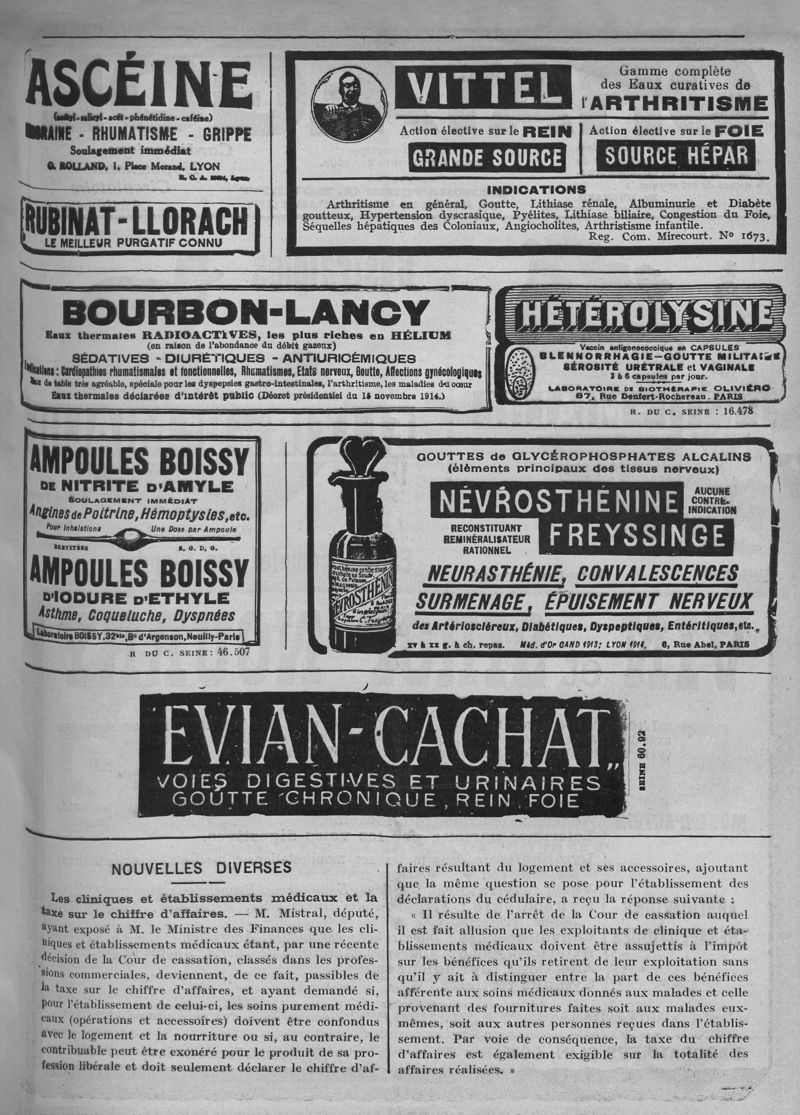 ASCÉINE
(acétyl-salicyl-acét-phénétidine-caféine)
MIGRAINE - RHUMATISME - GRIPPE
Soulagement immédiat
G. ROLLAND, 1, Place Morand, LYON
R. C. A. Lyon
RUBINAT-LLORACH
LE MEILLEUR PURGATIF CONNU
VITTEL
Gamme complète
des Eaux curatives de
l'ARTHRITISME
Action élective sur le REIN
GRANDE SOURCE
Action élective sur le FOIE
SOURCE HÉPAR
INDICATIONS
Arthritisme en général, Goutte, Lithiase rénale, Albuminurie et Diabète
goutteux, Hypertension dyscrasique, Pyélites, Lithiase biliaire, Congestion du Foie,
Séquelles hépatiques des Coloniaux, Angiocholites, Arthristisme infantile.
Reg. Com. Mirecourt. No 1673.
BOURBON-LANCY
Eaux thermales RADIOACTIVES, les plus riches en HÉLIUM
(en raison de l'abondance du débit gazeux)
SÉDATIVES - DIURÉTIQUES - ANTIURICÉMIQUES
Indications : Cardiopathies rhumatismales et fonctionnelles, Rhumatismes, Etats nerveux, Goutte, Affections gynécologiques
Eau de table très agréable, spéciale pour les dyspepsies gastro-intestinales, l'arthritisme, les maladies du cœur
Eaux thermales déclarées d'intérêt public (Décret présidentiel du 15 novembre 1914.)
HÉTÉROLYSINE
Vaccin antigonococcique en CAPSULES
BLENNORRHAGIE-GOUTTE MILITAIRE
SÉROSITÉ URÉTRALE et VAGINALE
3 à 6 capsules par jour.
LABORATOIRE DE BIOTHÉRAPIE OLIVIÉRO
87, Rue Denfert-Rochereau. PARIS
R. DU C. SEINE : 16.478
AMPOULES BOISSY
DE NITRITE D'AMYLE
SOULAGEMENT IMMÉDIAT
Angines de Poitrine, Hémoptysies, etc.
Pour Inhalations Une Dose par Ampoule
BREVETÉES S. G. D. G.
AMPOULES BOISSY
D'IODURE D'ETHYLE
Asthme, Coqueluche, Dyspnées
Laboratoire BOISSY, 32bis, Bd d'Argenson, Neuilly-Paris
R DU C. SEINE: 46.507
GOUTTES de GLYCÉROPHOSPHATES ALCALINS
(éléments principaux des tissus nerveux)
NÉVROSTHÉNINE
AUCUNE
CONTRE-
INDICATION
RECONSTITUANT
REMINÉRALISATEUR
RATIONNEL
FREYSSINGE
NEURASTHÉNIE, CONVALESCENCES
SURMENAGE, ÉPUISEMENT NERVEUX
des Artérioscléreux, Diabétiques, Dyspeptiques, Entéritiques, etc.
XV à XX g. à ch. repas. Méd. d'Or GAND 1913; LYON 1914. 6, Rue Abel, PARIS
EVIAN-CACHAT
VOIES DIGESTIVES ET URINAIRES
GOUTTE CHRONIQUE, REIN, FOIE
SEINE 60.92
NOUVELLES DIVERSES
Les cliniques et établissements médicaux et la
taxe sur le chiffre d'affaires. — M. Mistral, député,
ayant exposé à M. le Ministre des Finances que les cli-
niques et établissements médicaux étant, par une récente
décision de la Cour de cassation, classés dans les profes-
sions commerciales, deviennent, de ce fait, passibles de
la taxe sur le chiffre d'affaires, et ayant demandé si,
pour l'établissement de celui-ci, les soins purement médi-
caux (opérations et accessoires) doivent être confondus
avec le logement et la nourriture ou si, au contraire, le
contribuable peut être exonéré pour le produit de sa pro-
fession libérale et doit seulement déclarer le chiffre d'af-
faires résultant du logement et ses accessoires, ajoutant
que la même question se pose pour l'établissement des
déclarations du cédulaire, a reçu la réponse suivante :
« Il résulte de l'arrêt de la Cour de cassation auquel
il est fait allusion que les exploitants de clinique et éta-
blissements médicaux doivent être assujettis à l'impôt
sur les bénéfices qu'ils retirent de leur exploitation sans
qu'il y ait à distinguer entre la part de ces bénéfices
afférente aux soins médicaux donnés aux malades et celle
provenant des fournitures faites soit aux malades eux-
mêmes, soit aux autres personnes reçues dans l'établis-
sement. Par voie de conséquence, la taxe du chiffre
d'affaires est également exigible sur la totalité des
affaires réalisées. »